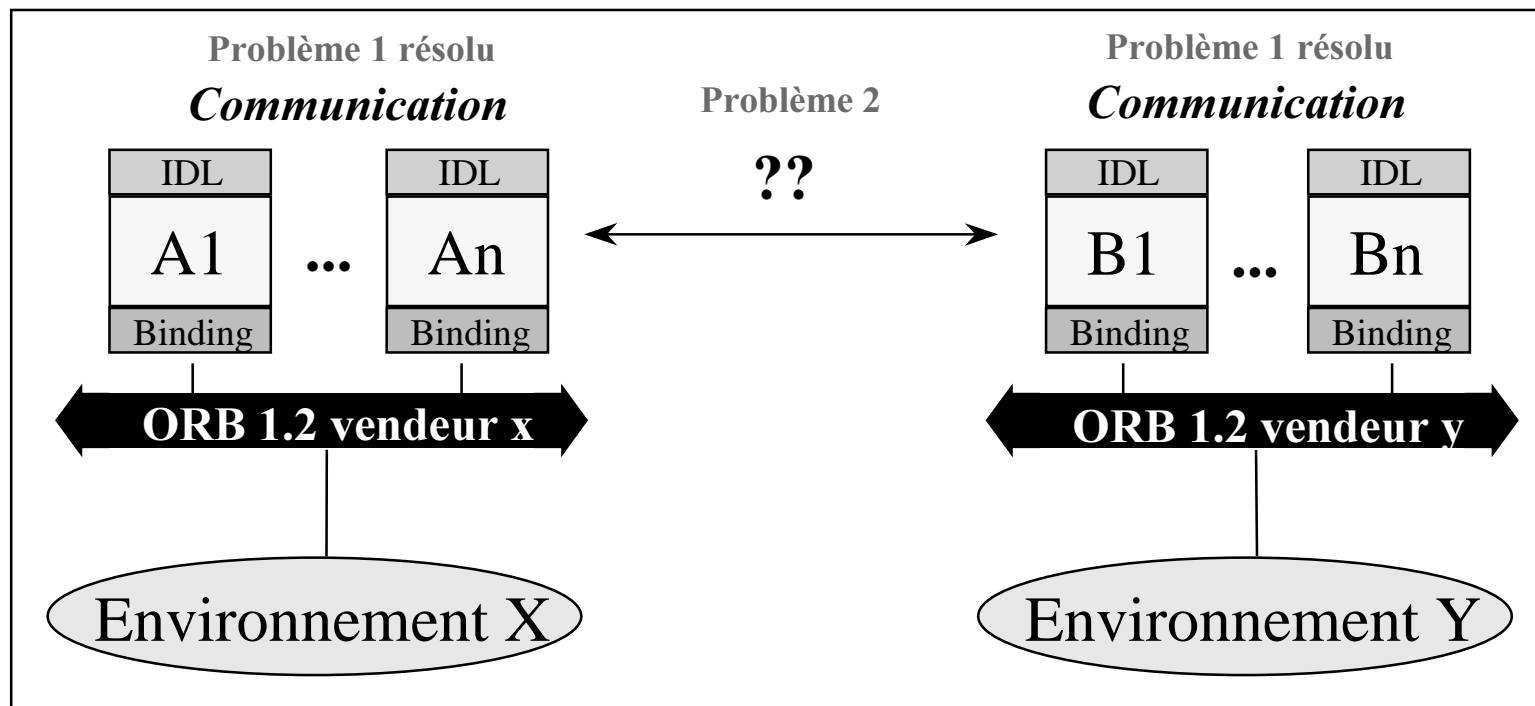 Problème 1 résolu
Communication
Problème 2
??
Problème 1 résolu
Communication
IDL
A1
Binding
...
IDL
An
Binding
IDL
B1
Binding
...
IDL
Bn
Binding
ORB 1.2 vendeur x
ORB 1.2 vendeur y
Environnement X
Environnement Y